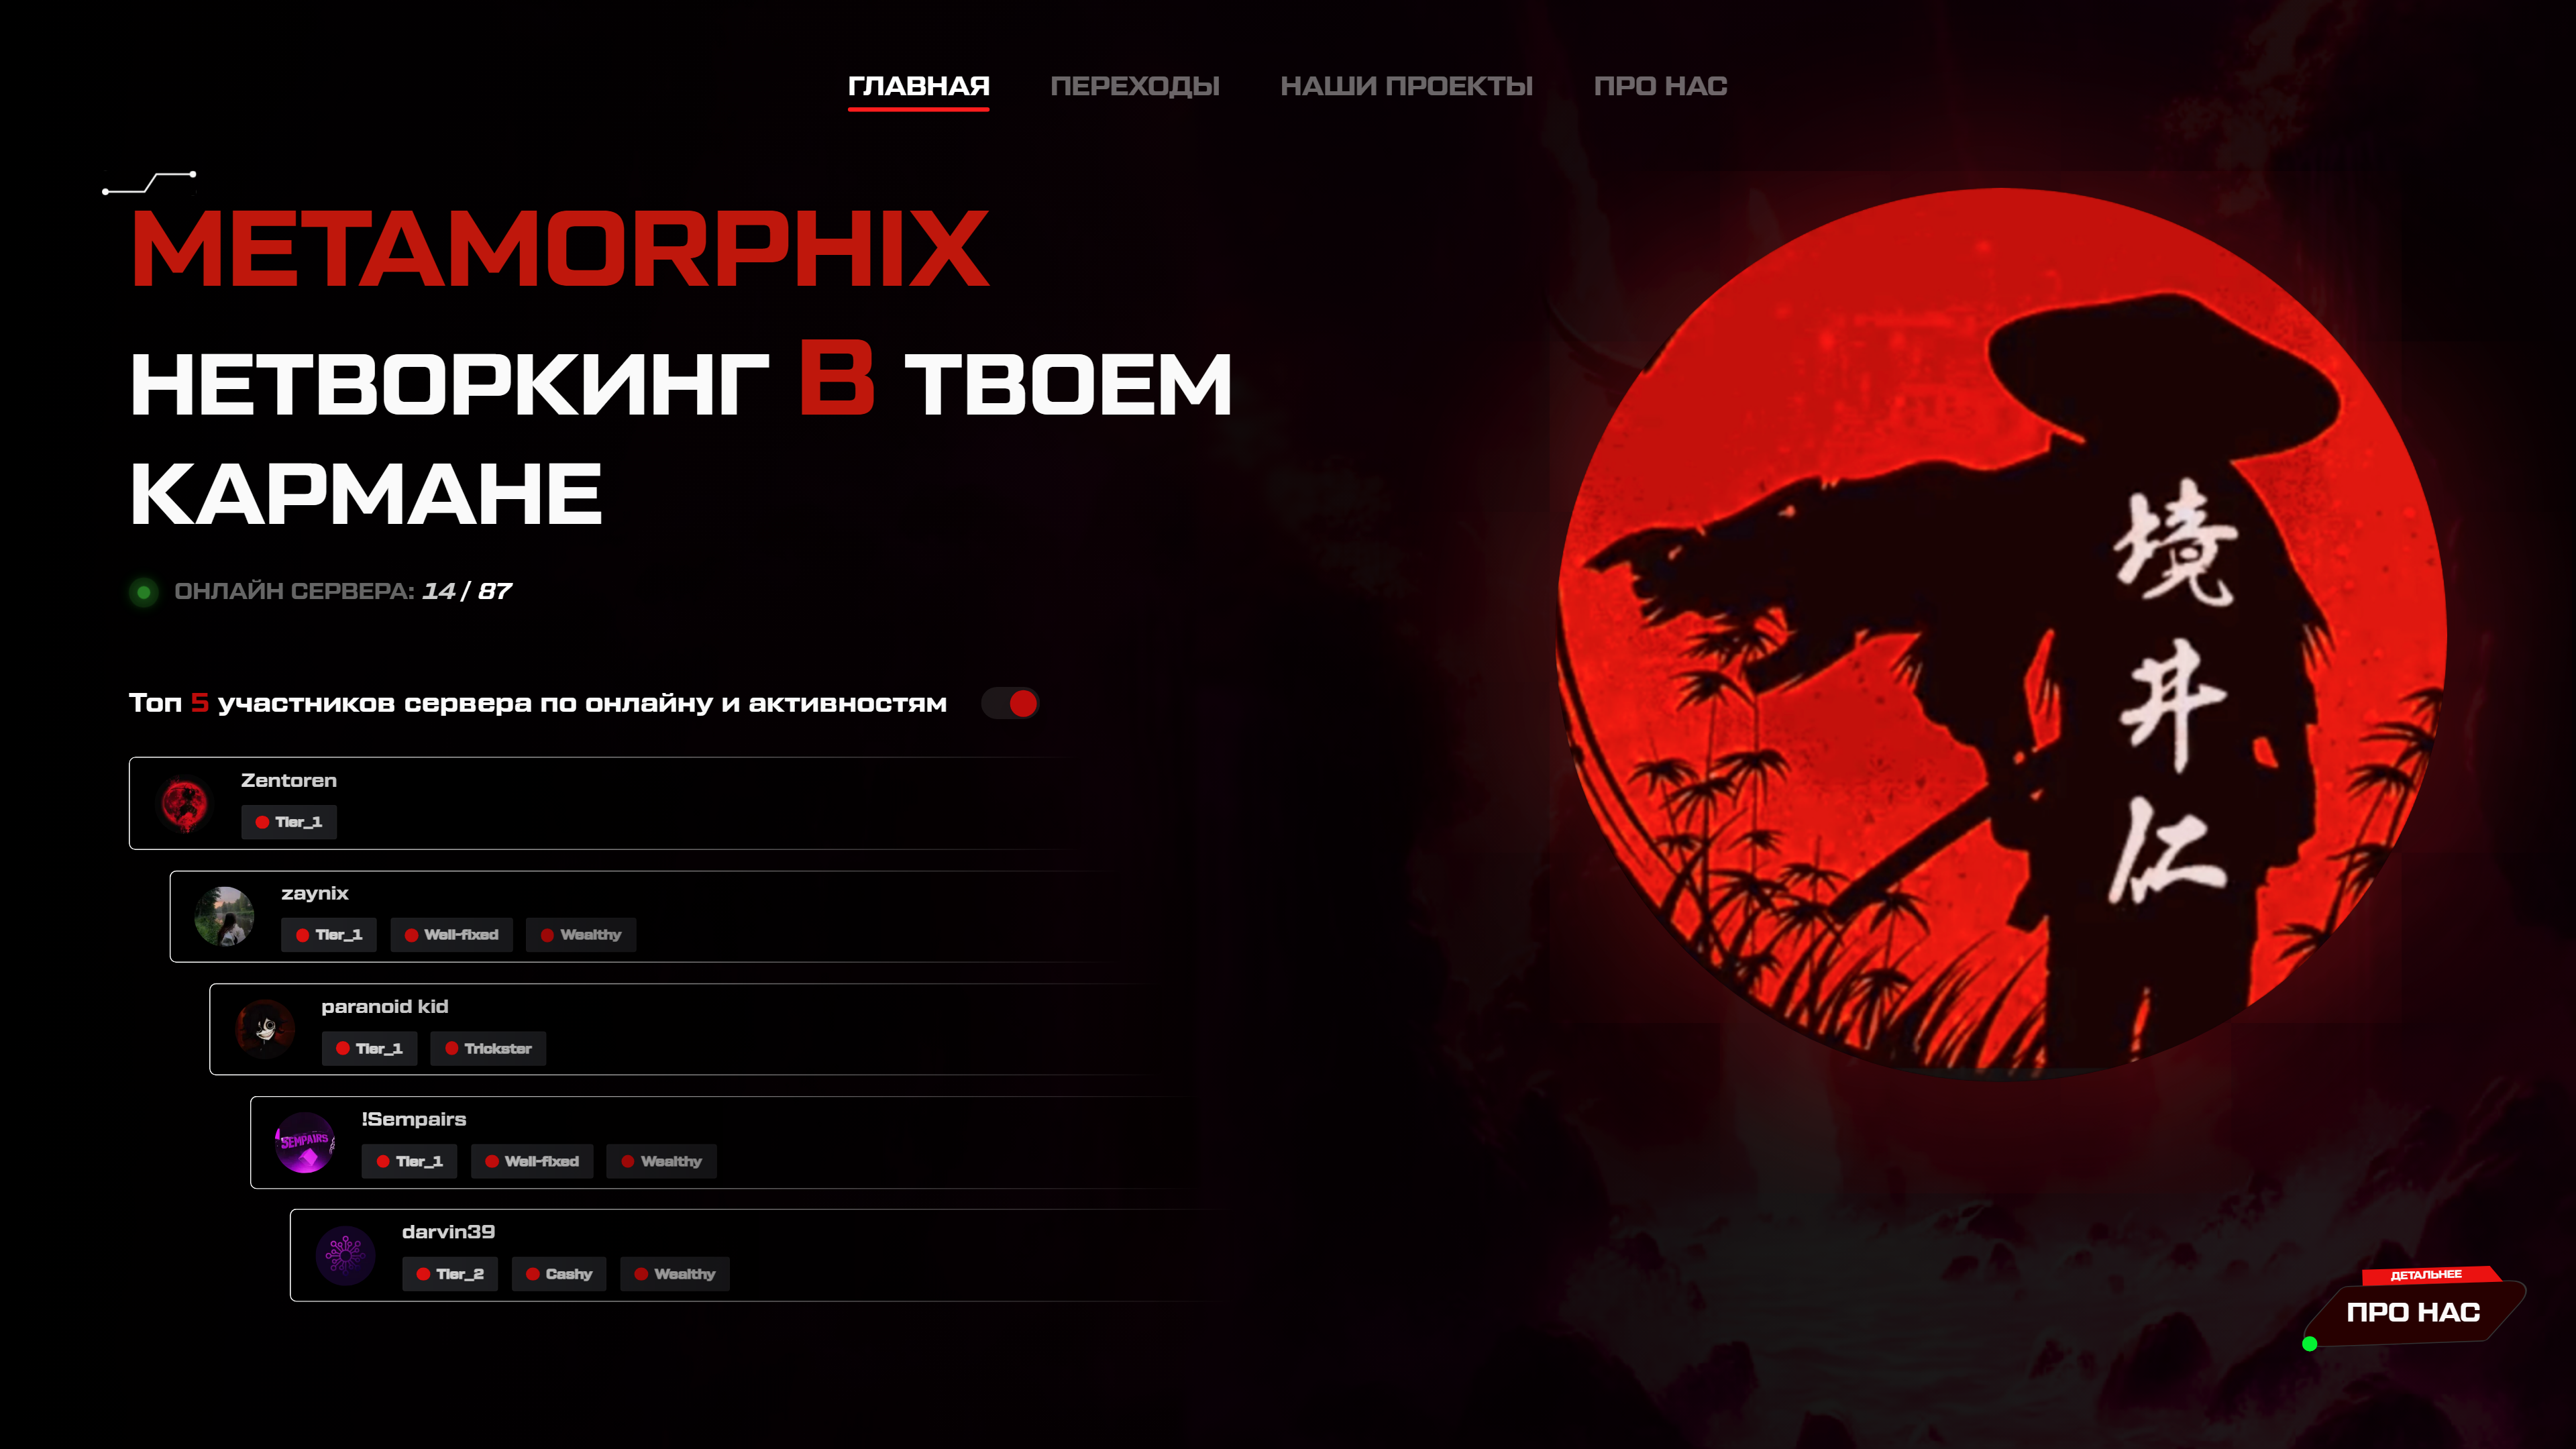 ГЛАВНАЯ ПЕРЕХОДЫ НАШИ ПРОЕКТЫ ПРО НАС
METAMORPHIX
НЕТВОРКИНГ В ТВОЕМ
КАРМАНЕ
ОНЛАЙН СЕРВЕРА: 14 / 87
Топ 5 участников сервера по онлайну и активностям
Zentoren
Tier_1
zaynix
Tier_1 Well-fixed Wealthy
paranoid kid
Tier_1 Trickster
!Sempairs
SEMPAIRS
Tier_1 Well-fixed Wealthy
darvin39
Tier_2 Cashy Wealthy
境
井
仁
ДЕТАЛЬНЕЕ
ПРО НАС